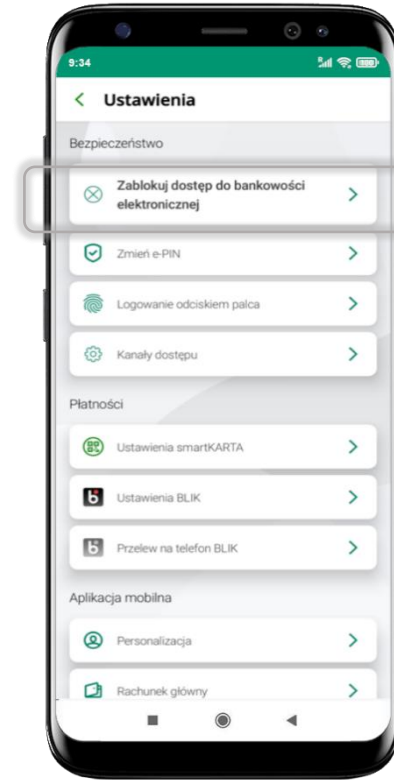 9:34
Ustawienia
Bezpieczeństwo
Zablokuj dostęp do bankowości
elektronicznej
Zmień e-PIN
Logowanie odciskiem palca
Kanały dostępu
Płatności
Ustawienia smartKARTA
Ustawienia BLIK
Przelew na telefon BLIK
Aplikacja mobilna
Personalizacja
Rachunek główny